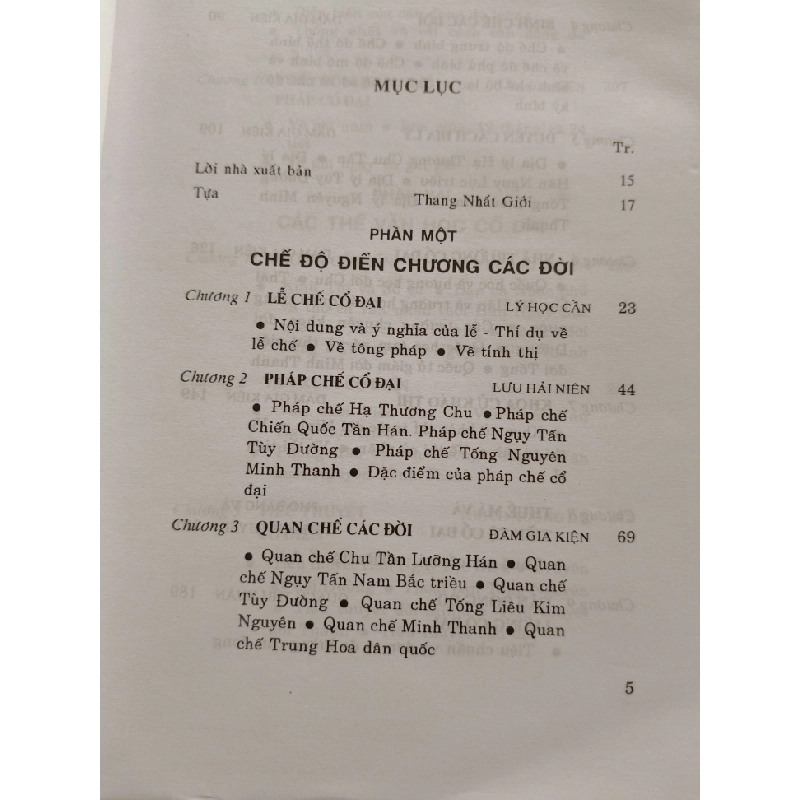 MỤC LỤC
Tr.
Lời nhà xuất bản 15
Tựa Thang Nhất Giới 17
PHẦN MỘT
CHẾ ĐỘ ĐIỂN CHƯƠNG CÁC ĐỜI
Chương 1 LỄ CHẾ CỔ ĐẠI LÝ HỌC CẦN 23
● Nội dung và ý nghĩa của lễ - Thí dụ về
lễ chế ● Về tông pháp ● Về tính thị
Chương 2 PHÁP CHẾ CỔ ĐẠI LƯU HẢI NIÊN 44
● Pháp chế Hạ Thương Chu ● Pháp chế
Chiến Quốc Tần Hán. Pháp chế Ngụy Tấn
Tùy Đường ● Pháp chế Tống Nguyên
Minh Thanh ● Đặc điểm của pháp chế cổ
đại
Chương 3 QUAN CHẾ CÁC ĐỜI ĐÀM GIA KIỆN 69
● Quan chế Chu Tần Lưỡng Hán ● Quan
chế Ngụy Tấn Nam Bắc triều ● Quan chế
Tùy Đường ● Quan chế Tống Liêu Kim
Nguyên ● Quan chế Minh Thanh ● Quan
chế Trung Hoa dân quốc
5